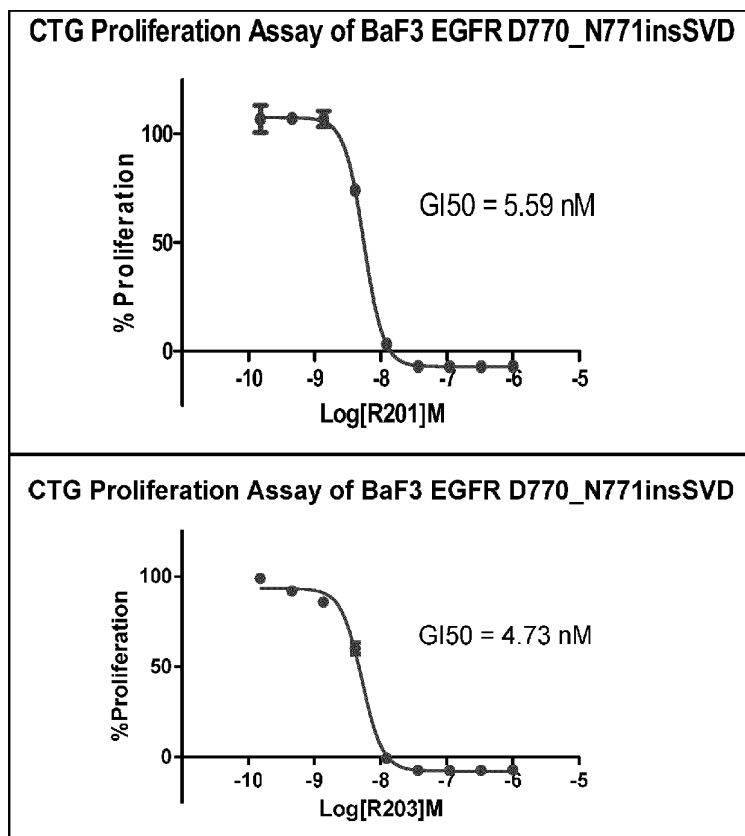 CTG Proliferation Assay of BaF3 EGFR D770_N771insSVD
100
50
0
%Proliferation
GI50 = 5.59 nM
-10 -9 -8 -7 -6 -5
Log[R201]M
CTG Proliferation Assay of BaF3 EGFR D770_N771insSVD
100
50
0
%Proliferation
GI50 = 4.73 nM
-10 -9 -8 -7 -6 -5
Log[R203]M